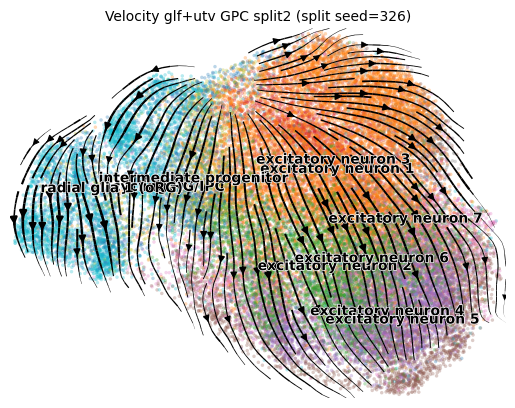 Velocity glf+utv GPC split2 (split seed=326)
excitatory neuron 3
excitatory neuron 1
intermediate progenitor
radial glia
(oRG)
excitatory neuron 7
excitatory neuron 6
excitatory neuron 2
excitatory neuron 4
excitatory neuron 5